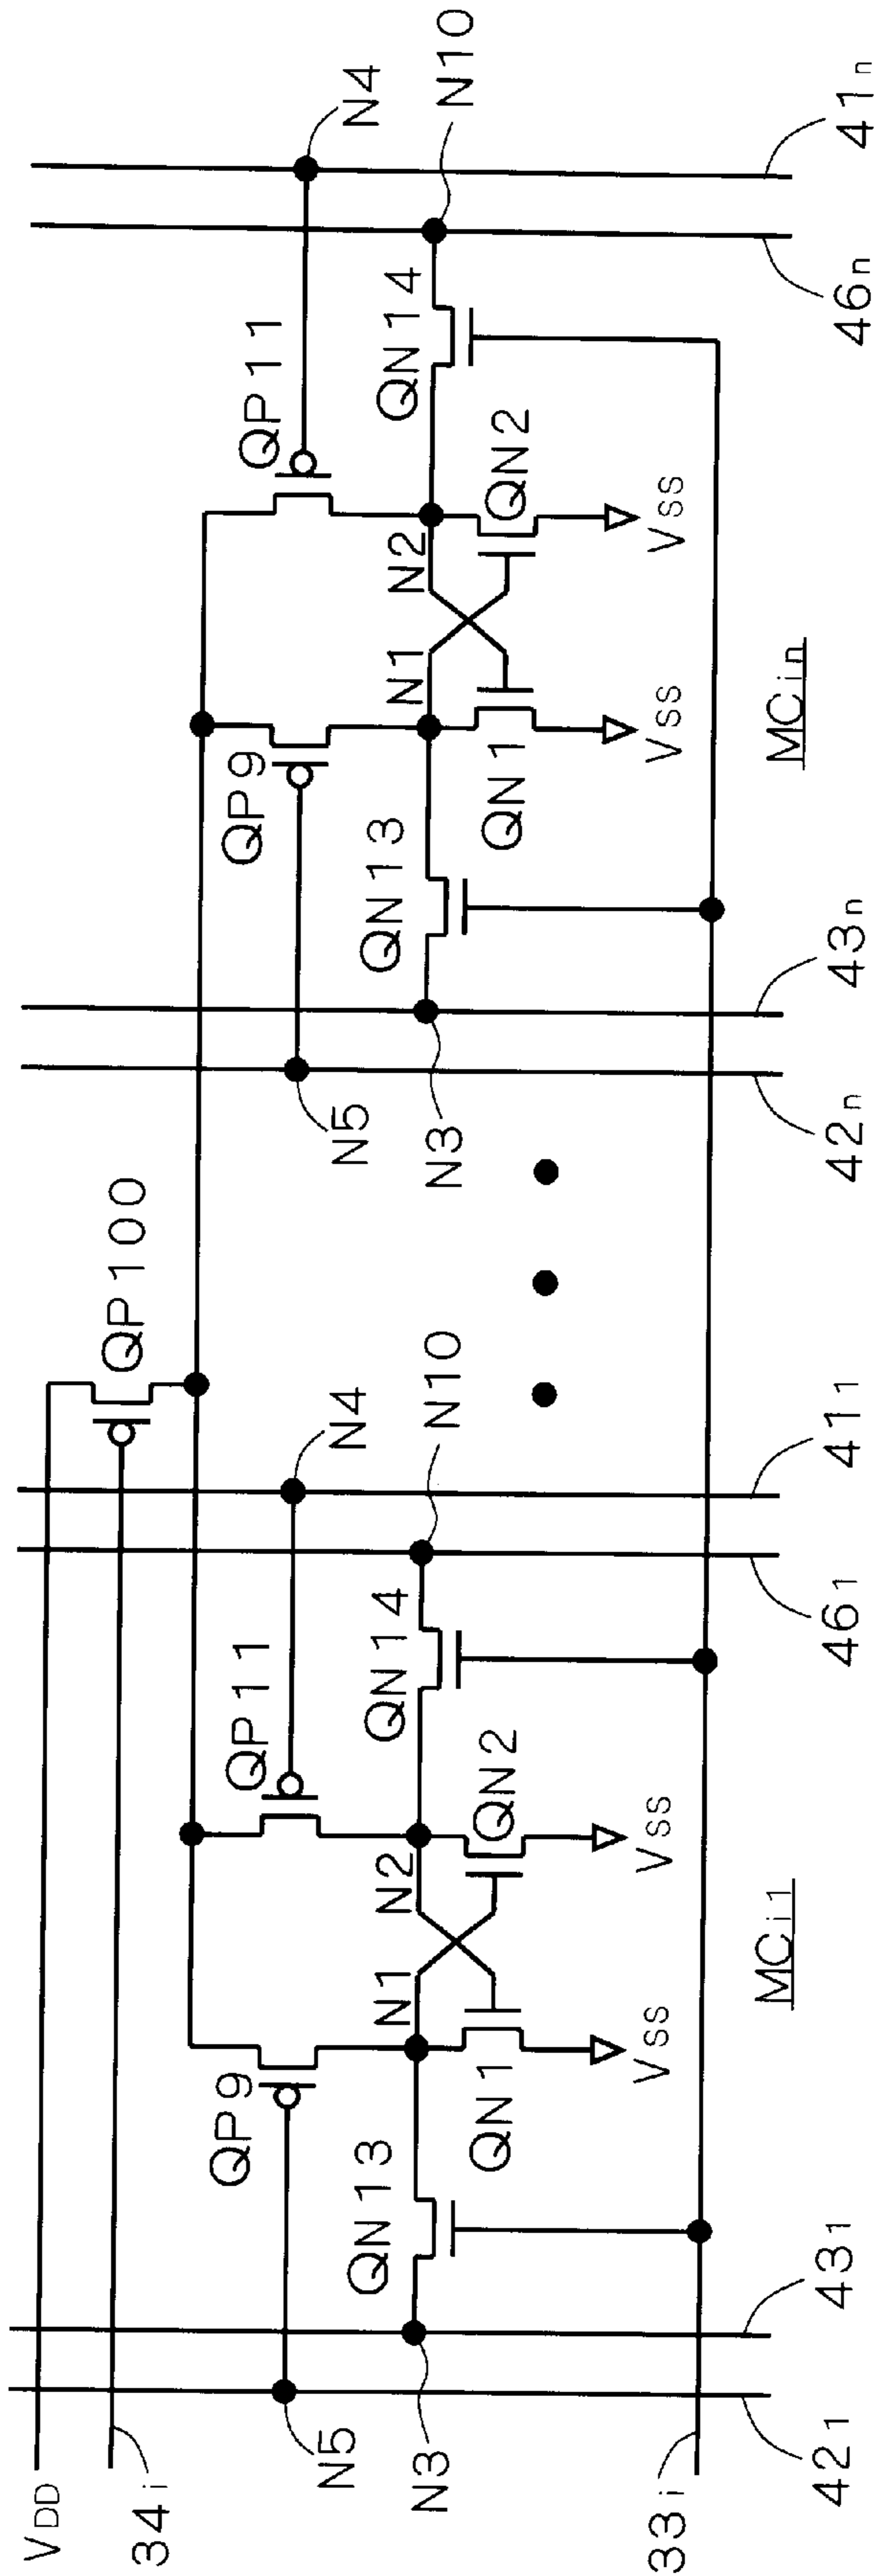 VDD
34i
QP100
N5
QP9
QP11
N4
N5
QP9
QP11
N4
N3
QN13
N1
N2
QN14
N10
N3
QN13
N1
N2
QN14
N10
QN1
QN2
QN1
QN2
VSS
VSS
VSS
VSS
33i
MCi1
MCin
421
431
461
411
42n
43n
46n
41n